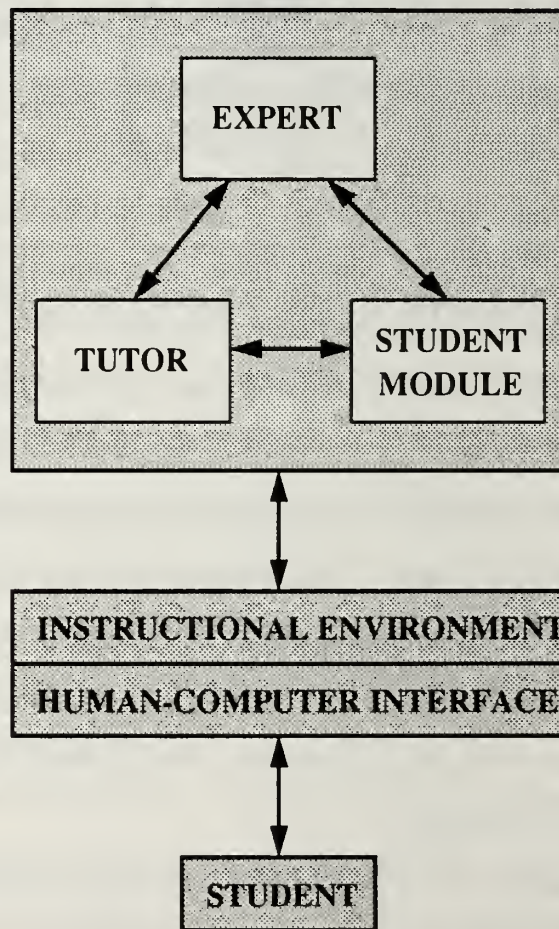 EXPERT
TUTOR
STUDENT
MODULE
INSTRUCTIONAL ENVIRONMENT
HUMAN-COMPUTER INTERFACE
STUDENT